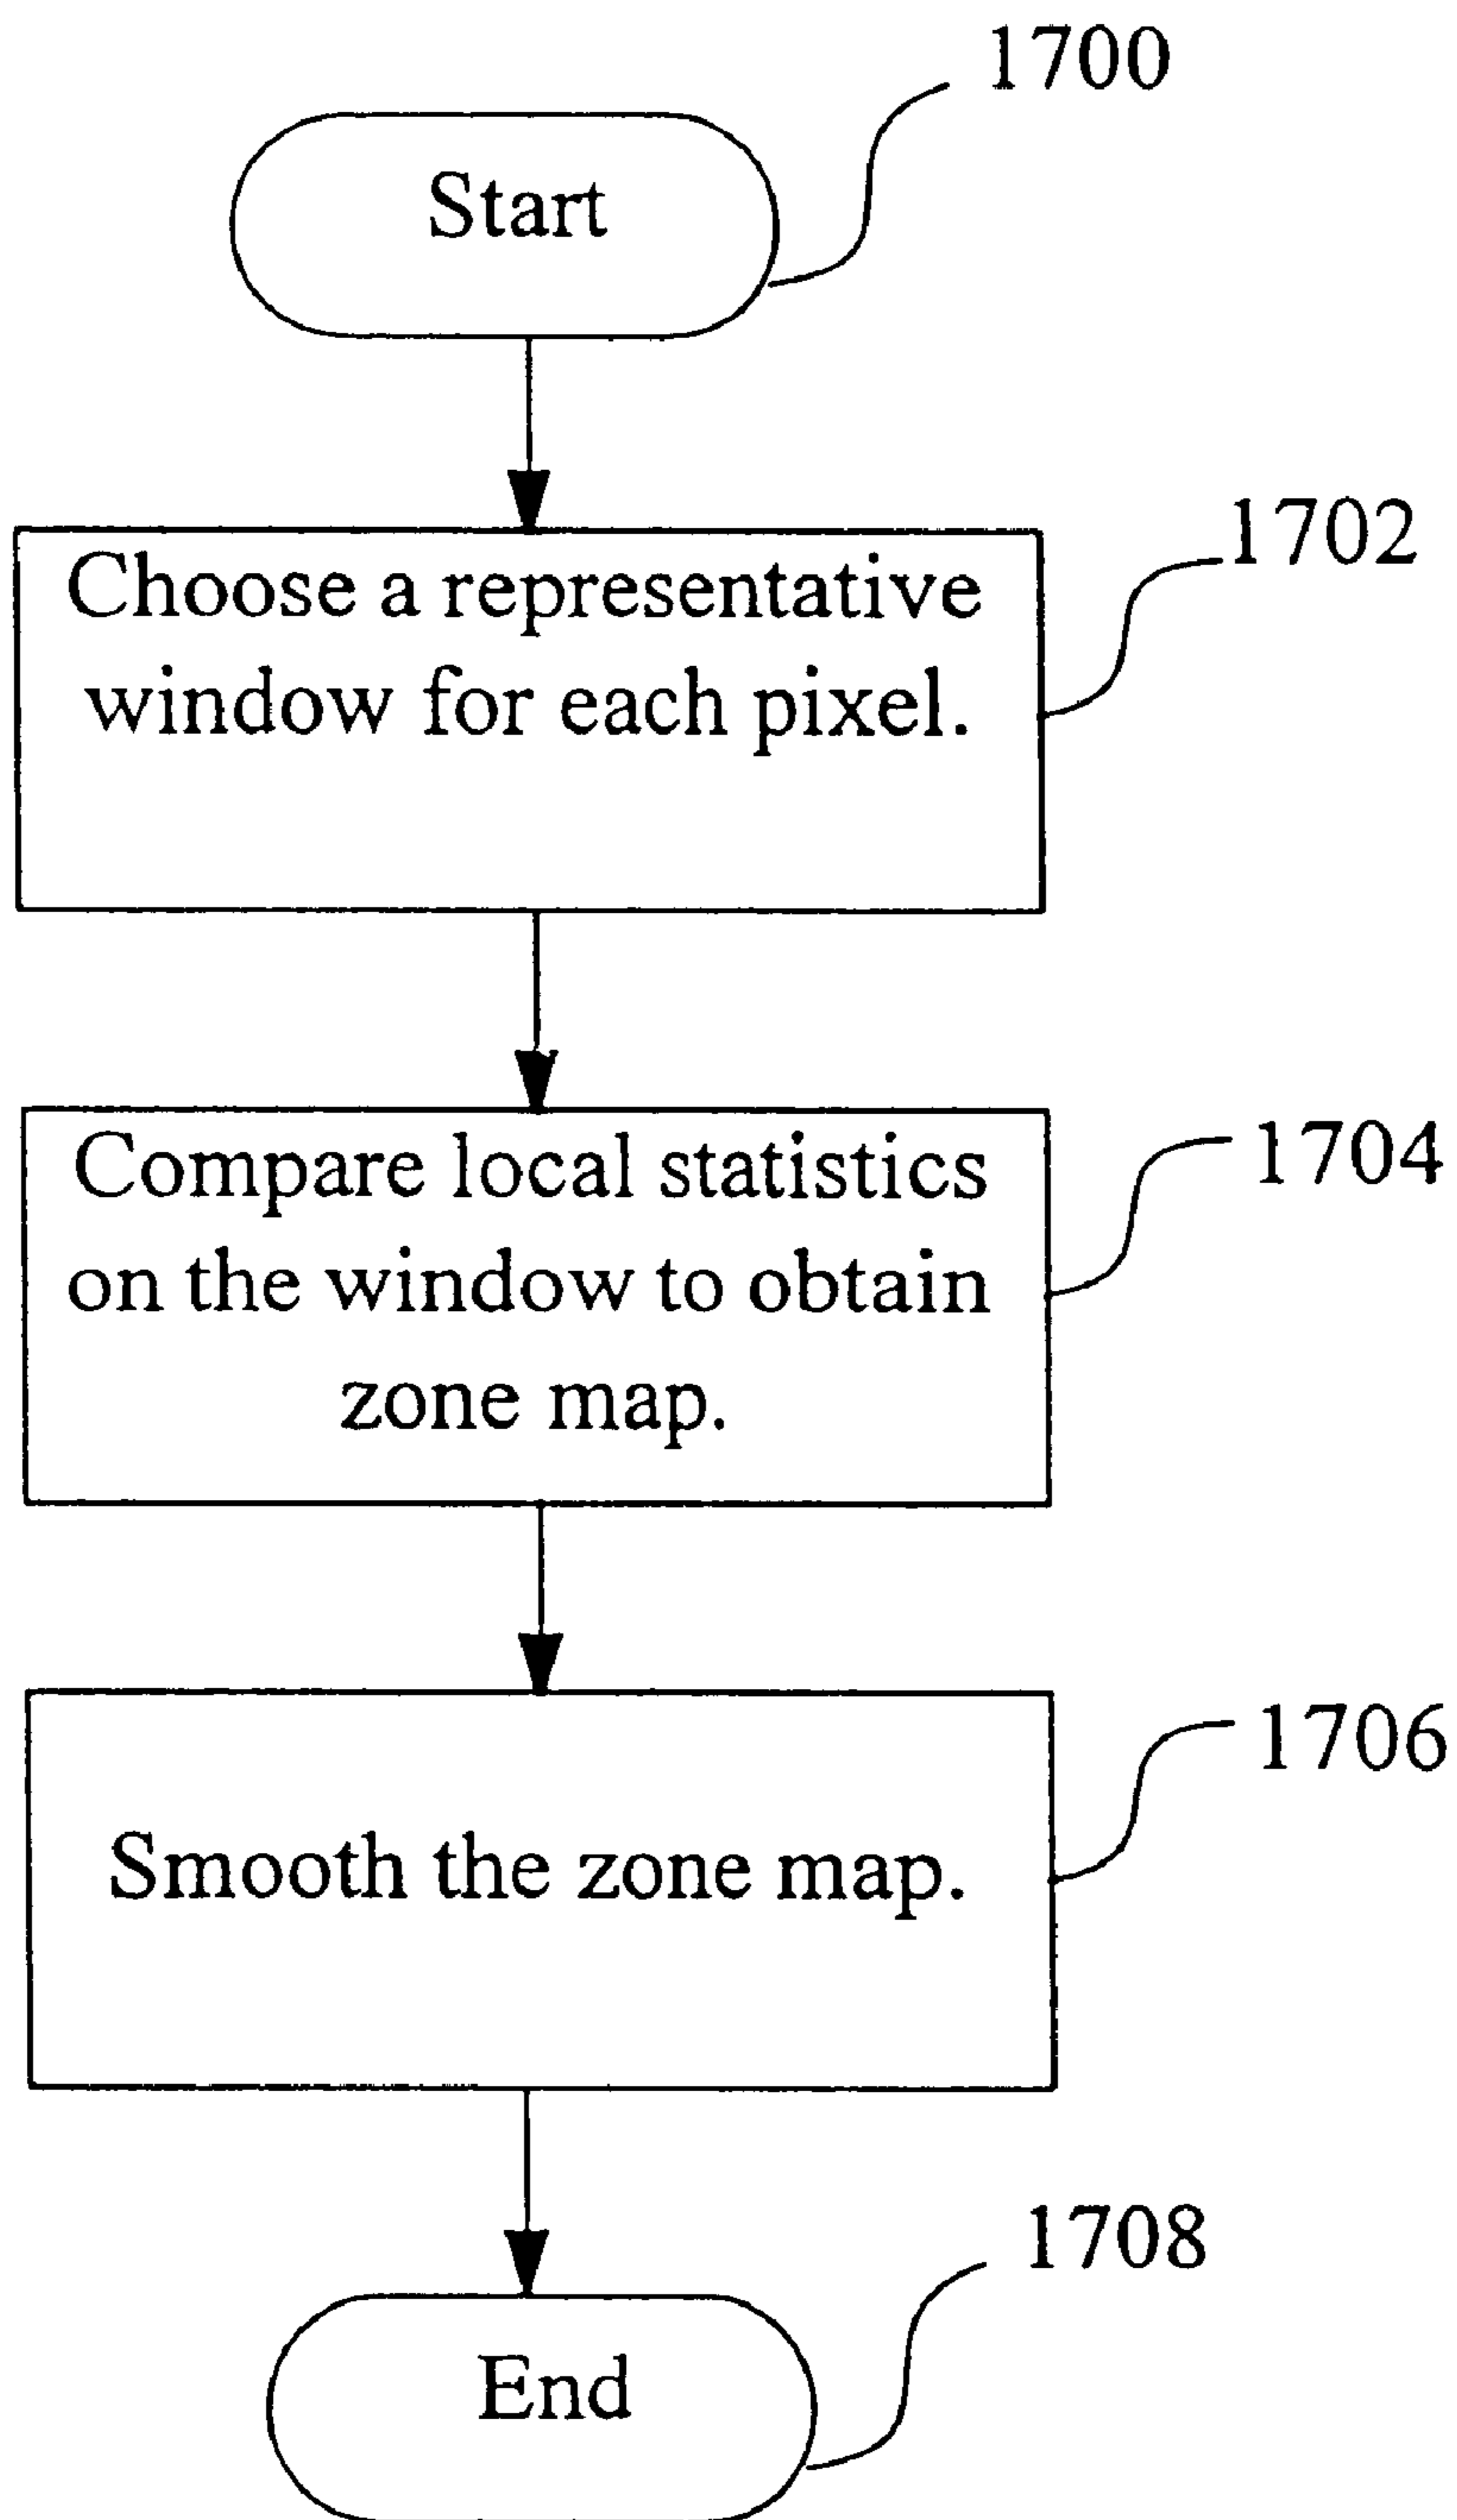 1700
Start
1702
Choose a representative
window for each pixel.
1704
Compare local statistics
on the window to obtain
zone map.
1706
Smooth the zone map.
1708
End